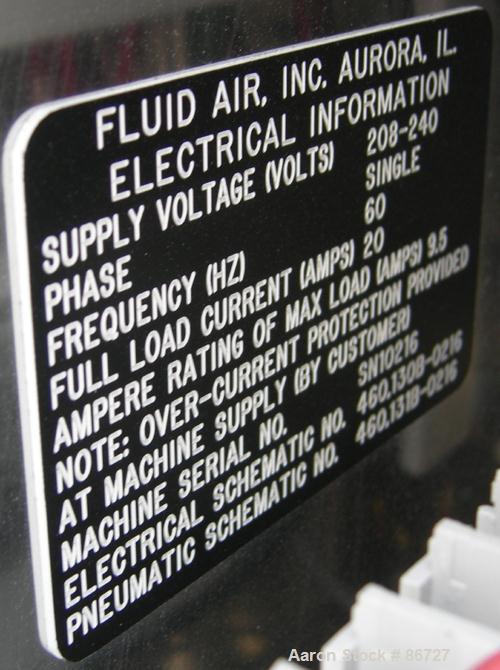 FLUID AIR, INC. AURORA, IL.
ELECTRICAL INFORMATION
SUPPLY VOLTAGE (VOLTS) 208-240
PHASE SINGLE
FREQUENCY (HZ) 60
FULL LOAD CURRENT (AMPS) 20
AMPERE RATING OF MAX LOAD (AMPS) 9.5
NOTE: OVER-CURRENT PROTECTION PROVIDED
AT MACHINE SUPPLY (BY CUSTOMER)
MACHINE SERIAL NO. SN10216
ELECTRICAL SCHEMATIC NO. 460.130B-0216
PNEUMATIC SCHEMATIC NO. 460.131B-0216
Aaron Stock # 86727